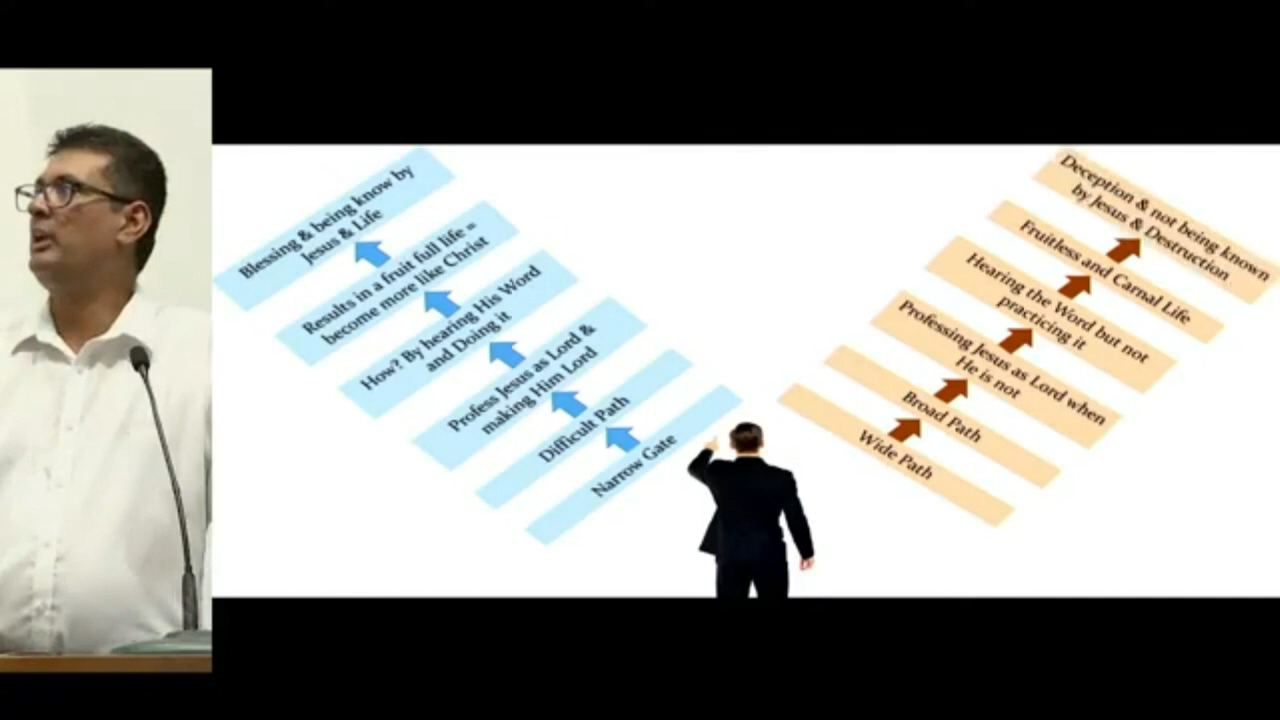 Blessing & being know by
Jesus & Life
Results in a fruit full life =
become more like Christ
How? By hearing His Word
and Doing it
Profess Jesus as Lord &
making Him Lord
Difficult Path
Narrow Gate
Deception & not being known
by Jesus & Destruction
Fruitless and Carnal Life
Hearing the Word but not
practicing it
Professing Jesus as Lord when
He is not
Broad Path
Wide Path